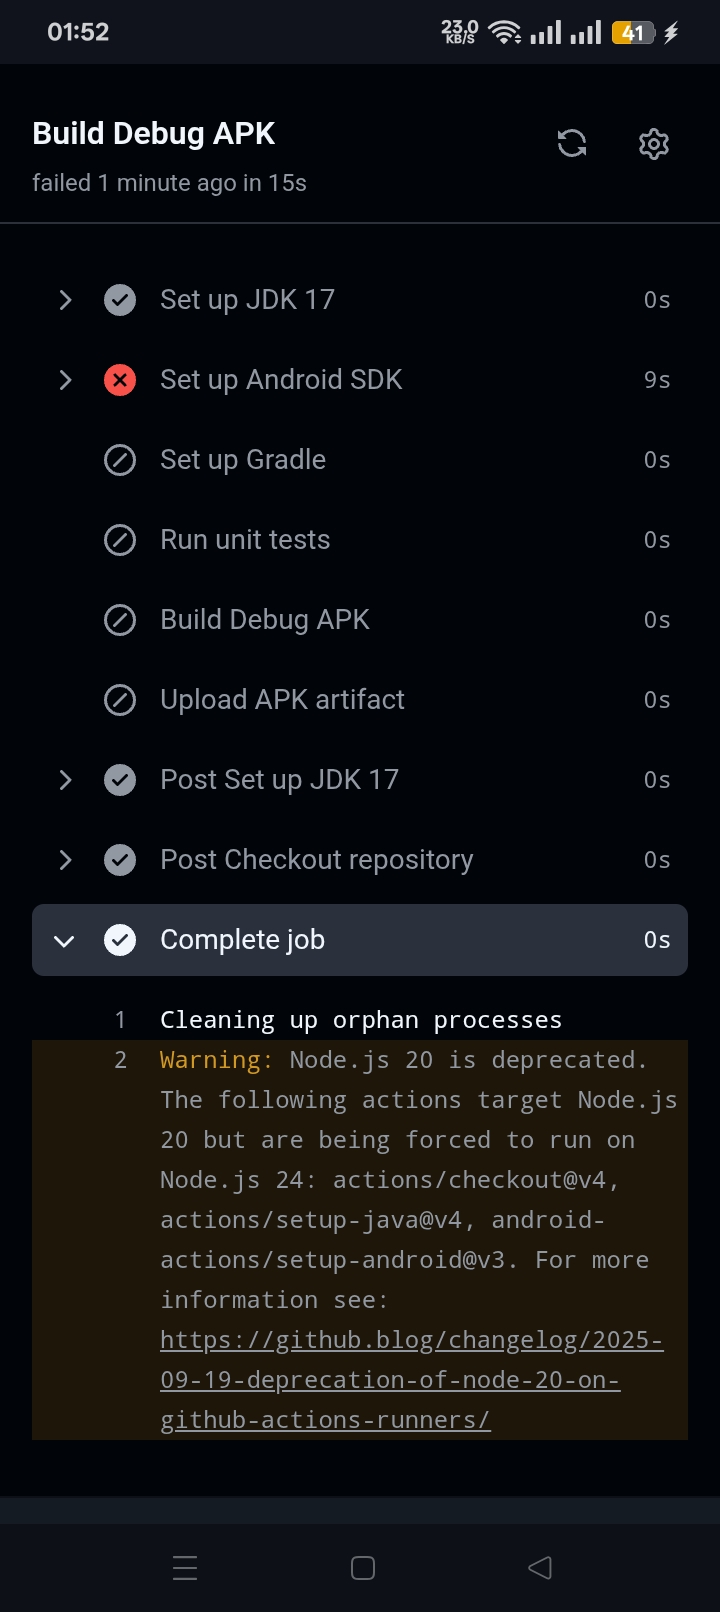 01:52
23.0
KB/S
41
Build Debug APK
failed 1 minute ago in 15s
Set up JDK 17 0s
Set up Android SDK 9s
Set up Gradle 0s
Run unit tests 0s
Build Debug APK 0s
Upload APK artifact 0s
Post Set up JDK 17 0s
Post Checkout repository 0s
Complete job 0s
1 Cleaning up orphan processes
2 Warning: Node.js 20 is deprecated.
The following actions target Node.js
20 but are being forced to run on
Node.js 24: actions/checkout@v4,
actions/setup-java@v4, android-
actions/setup-android@v3. For more
information see:
https://github.blog/changelog/2025-
09-19-deprecation-of-node-20-on-
github-actions-runners/